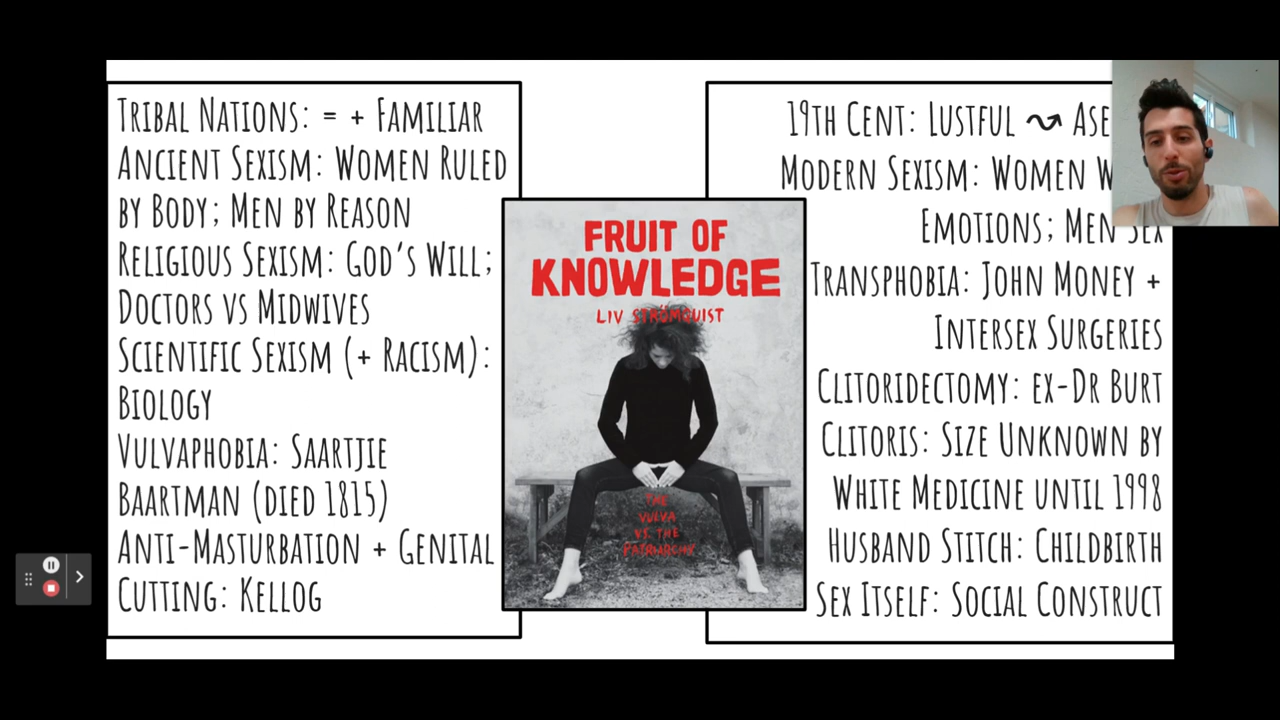 Tribal Nations: = + Familiar
Ancient Sexism: Women Ruled
by Body; Men by Reason
Religious Sexism: God's Will;
Doctors vs Midwives
Scientific Sexism (+ Racism):
Biology
Vulvaphobia: Saartjie
Baartman (died 1815)
Anti-Masturbation + Genital
Cutting: Kellog
FRUIT OF
KNOWLEDGE
LIV STRÖMQUIST
THE
VULVA
VS. THE
PATRIARCHY
19th Cent: Lustful ⤳
Modern Sexism: Women
Emotions; Men Sex
Transphobia: John Money +
Intersex Surgeries
Clitoridectomy: ex-Dr Burt
Clitoris: Size Unknown by
White Medicine until 1998
Husband Stitch: Childbirth
Sex Itself: Social Construct